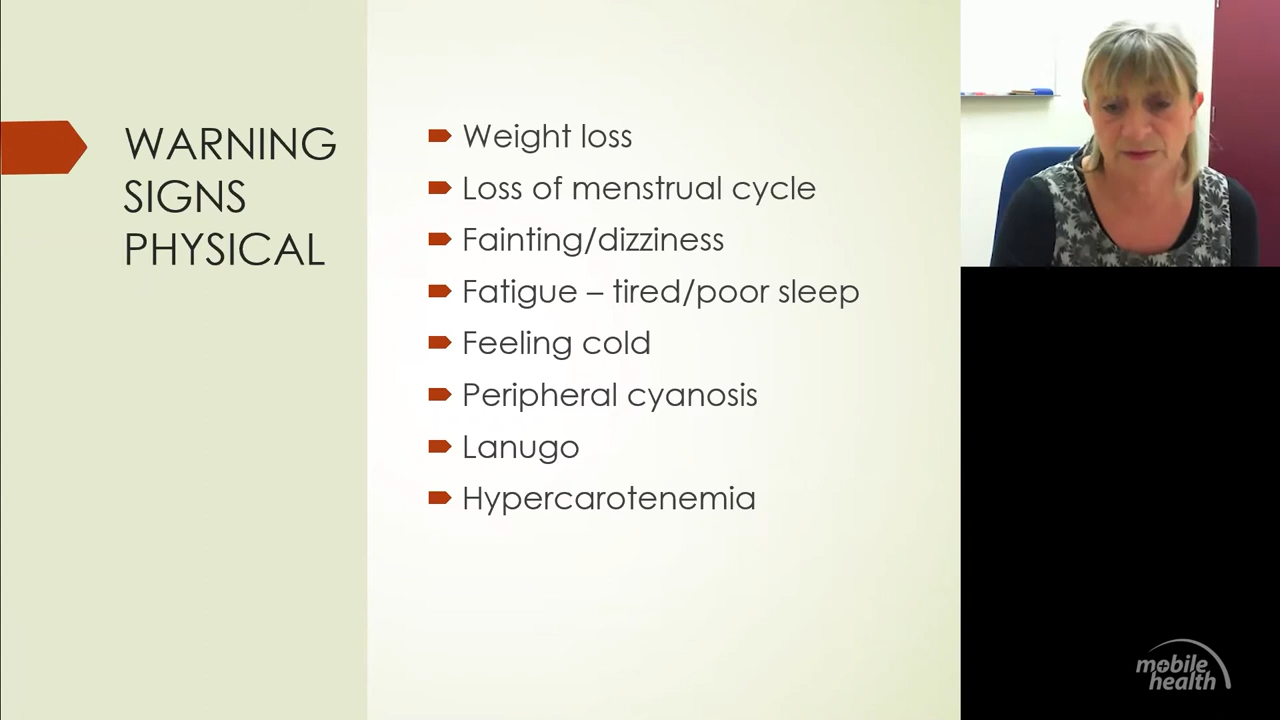 WARNING
SIGNS
PHYSICAL
Weight loss
Loss of menstrual cycle
Fainting/dizziness
Fatigue – tired/poor sleep
Feeling cold
Peripheral cyanosis
Lanugo
Hypercarotenemia
mobile
health